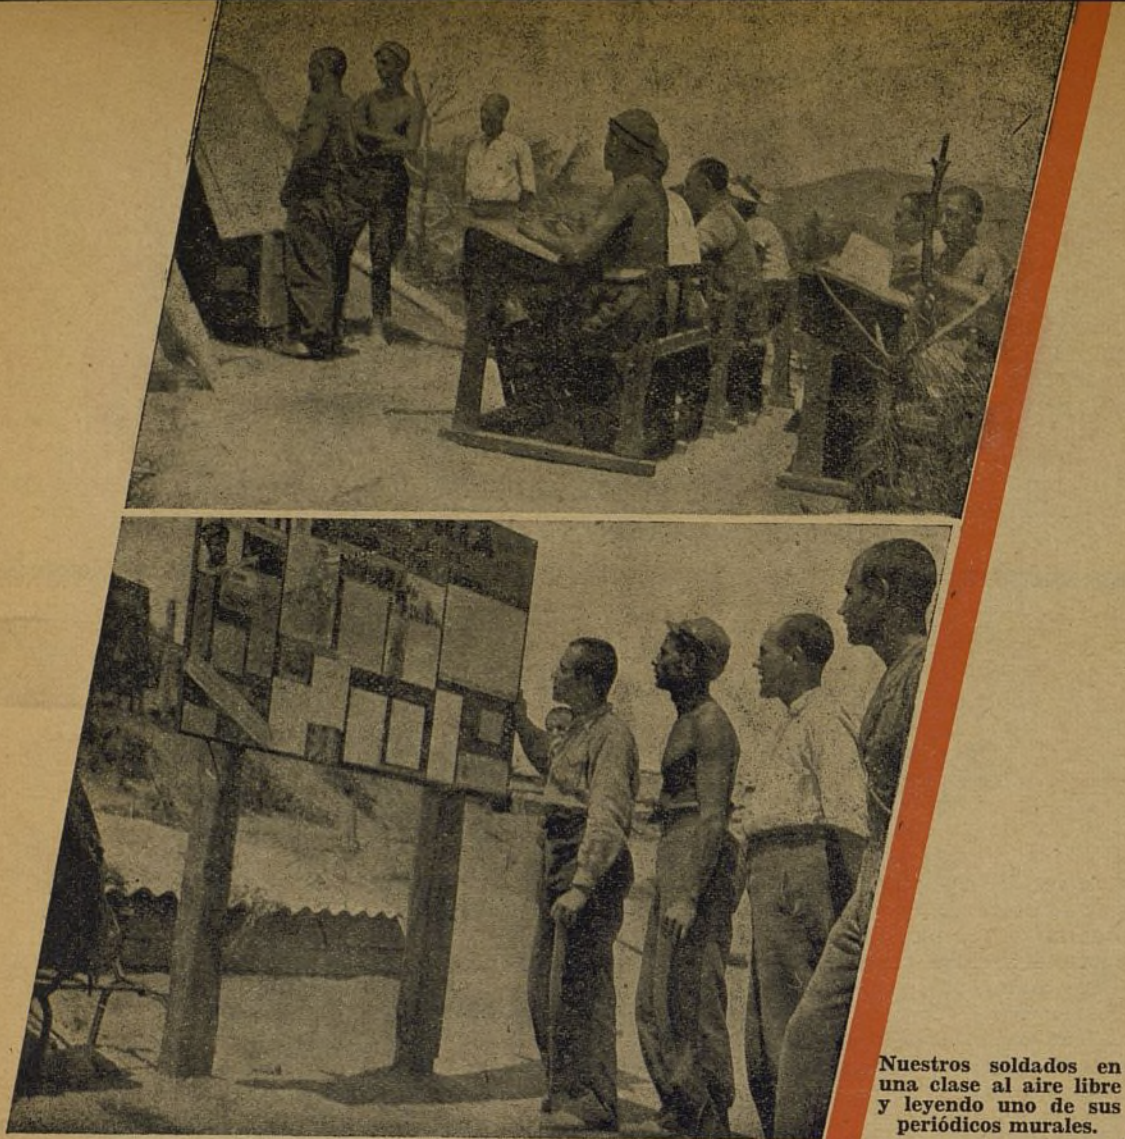 Nuestros soldados en
una clase al aire libre
y leyendo uno de sus
periódicos murales.